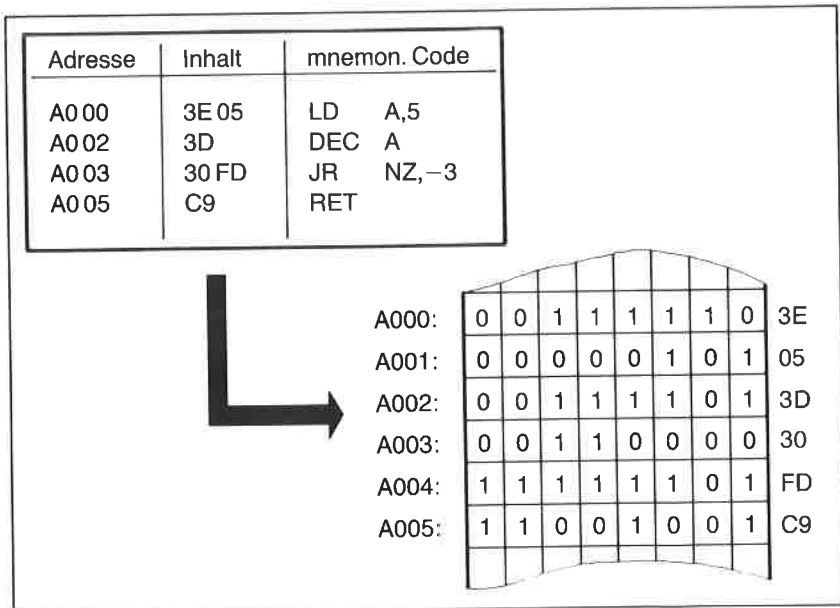 Adresse Inhalt mnemon. Code
A0 00 3E 05 LD A,5
A0 02 3D DEC A
A0 03 30 FD JR NZ,−3
A0 05 C9 RET
A000: 0 0 1 1 1 1 1 0 3E
A001: 0 0 0 0 0 1 0 1 05
A002: 0 0 1 1 1 1 0 1 3D
A003: 0 0 1 1 0 0 0 0 30
A004: 1 1 1 1 1 1 0 1 FD
A005: 1 1 0 0 1 0 0 1 C9